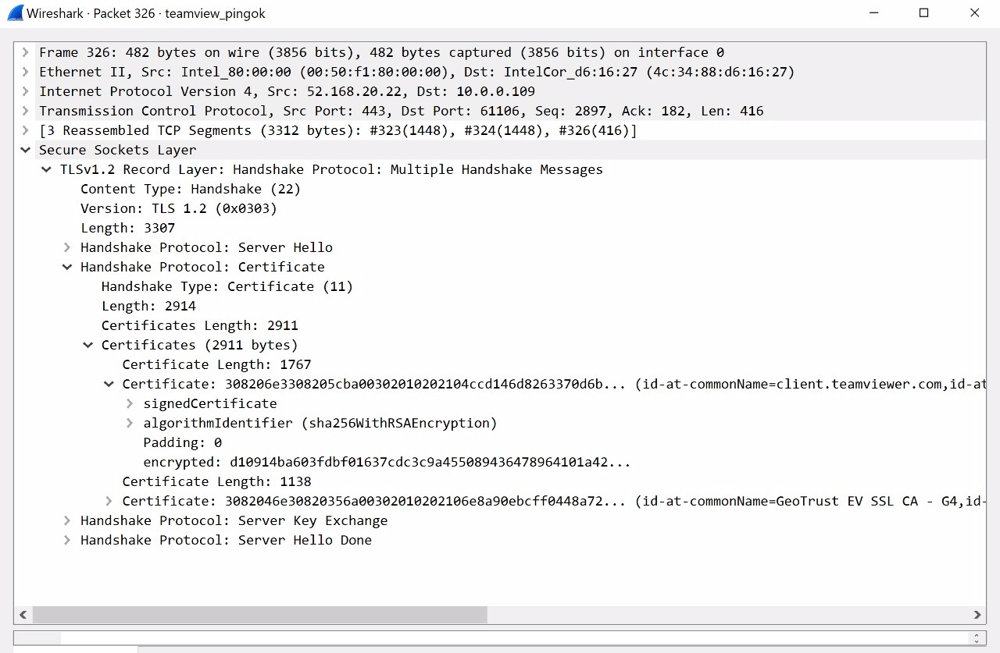 Wireshark · Packet 326 · teamview_pingok
Frame 326: 482 bytes on wire (3856 bits), 482 bytes captured (3856 bits) on interface 0
Ethernet II, Src: Intel_80:00:00 (00:50:f1:80:00:00), Dst: IntelCor_d6:16:27 (4c:34:88:d6:16:27)
Internet Protocol Version 4, Src: 52.168.20.22, Dst: 10.0.0.109
Transmission Control Protocol, Src Port: 443, Dst Port: 61106, Seq: 2897, Ack: 182, Len: 416
[3 Reassembled TCP Segments (3312 bytes): #323(1448), #324(1448), #326(416)]
Secure Sockets Layer
TLSv1.2 Record Layer: Handshake Protocol: Multiple Handshake Messages
Content Type: Handshake (22)
Version: TLS 1.2 (0x0303)
Length: 3307
Handshake Protocol: Server Hello
Handshake Protocol: Certificate
Handshake Type: Certificate (11)
Length: 2914
Certificates Length: 2911
Certificates (2911 bytes)
Certificate Length: 1767
Certificate: 308206e3308205cba00302010202104ccd146d8263370d6b... (id-at-commonName=client.teamviewer.com,id-at
signedCertificate
algorithmIdentifier (sha256WithRSAEncryption)
Padding: 0
encrypted: d10914ba603fdbf01637cdc3c9a455089436478964101a42...
Certificate Length: 1138
Certificate: 3082046e30820356a00302010202106e8a90ebcff0448a72... (id-at-commonName=GeoTrust EV SSL CA - G4,id-
Handshake Protocol: Server Key Exchange
Handshake Protocol: Server Hello Done